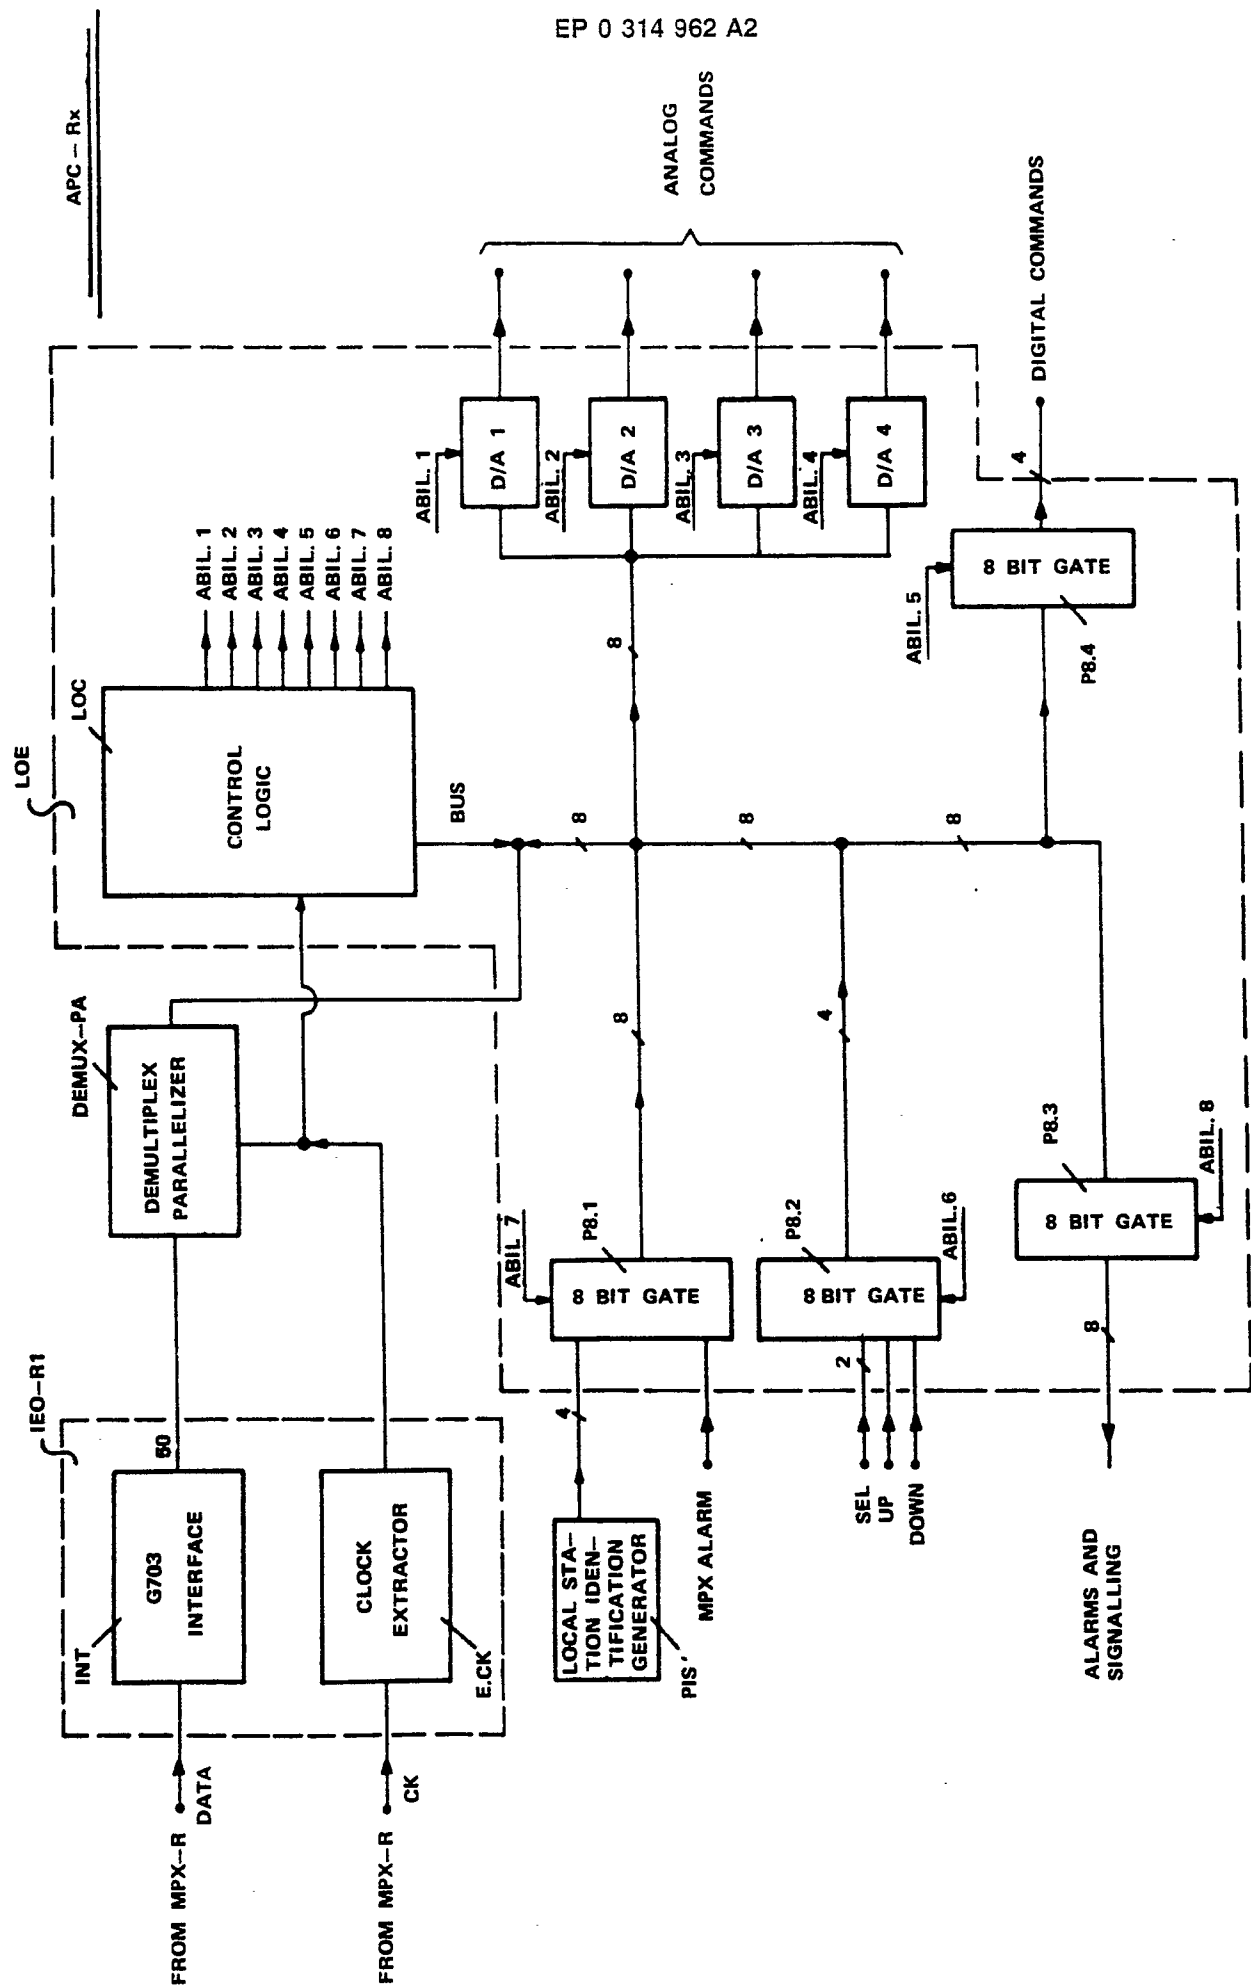 EP 0 314 962 A2
APC – Rx
LOE
LOC
CONTROL
LOGIC
ABIL. 1
ABIL. 2
ABIL. 3
ABIL. 4
ABIL. 5
ABIL. 6
ABIL. 7
ABIL. 8
BUS
DEMUX–PA
DEMULTIPLEX
PARALLELIZER
IEO–R1
INT
G703
INTERFACE
60
CLOCK
EXTRACTOR
E.CK
FROM MPX–R
DATA
FROM MPX–R
CK
ABIL. 1
D/A 1
ABIL. 2
D/A 2
ABIL. 3
D/A 3
ABIL. 4
D/A 4
ANALOG
COMMANDS
8
8
8
8
8
4
ABIL 7
P8.1
8 BIT GATE
4
LOCAL STA–
TION IDEN–
TIFICATION
GENERATOR
PIS'
MPX ALARM
P8.2
8 BIT GATE
ABIL.6
2
SEL
UP
DOWN
P8.3
8 BIT GATE
ABIL. 8
8
ALARMS AND
SIGNALLING
ABIL. 5
8 BIT GATE
P8.4
4
DIGITAL COMMANDS